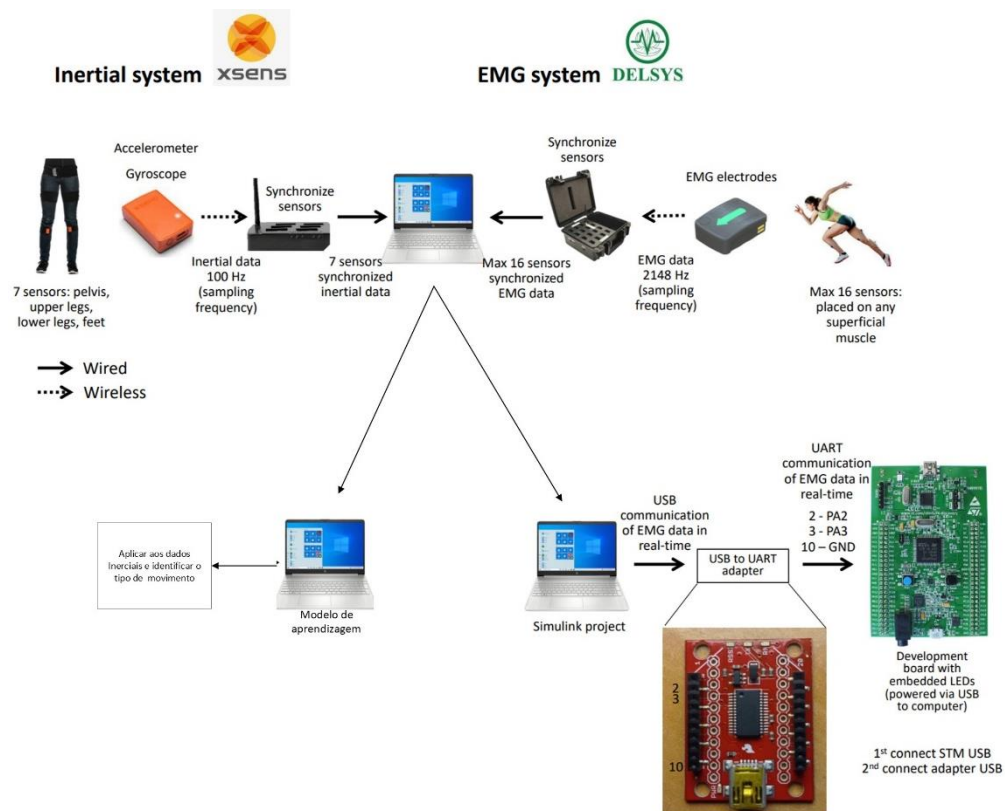 Inertial system
xsens
EMG system
DELSYS
Accelerometer
Gyroscope
Synchronize
sensors
Synchronize
sensors
EMG electrodes
7 sensors: pelvis,
upper legs,
lower legs, feet
Inertial data
100 Hz
(sampling
frequency)
7 sensors
synchronized
inertial data
Max 16 sensors
synchronized
EMG data
EMG data
2148 Hz
(sampling
frequency)
Max 16 sensors:
placed on any
superficial
muscle
Wired
Wireless
Aplicar aos dados
Inerciais e identificar o
tipo de movimento
Modelo de
aprendizagem
Simulink project
USB
communication
of EMG data in
real-time
USB to UART
adapter
UART
communication
of EMG data in
real-time
2 - PA2
3 - PA3
10 – GND
2
3
10
Development
board with
embedded LEDs
(powered via USB
to computer)
1st connect STM USB
2nd connect adapter USB